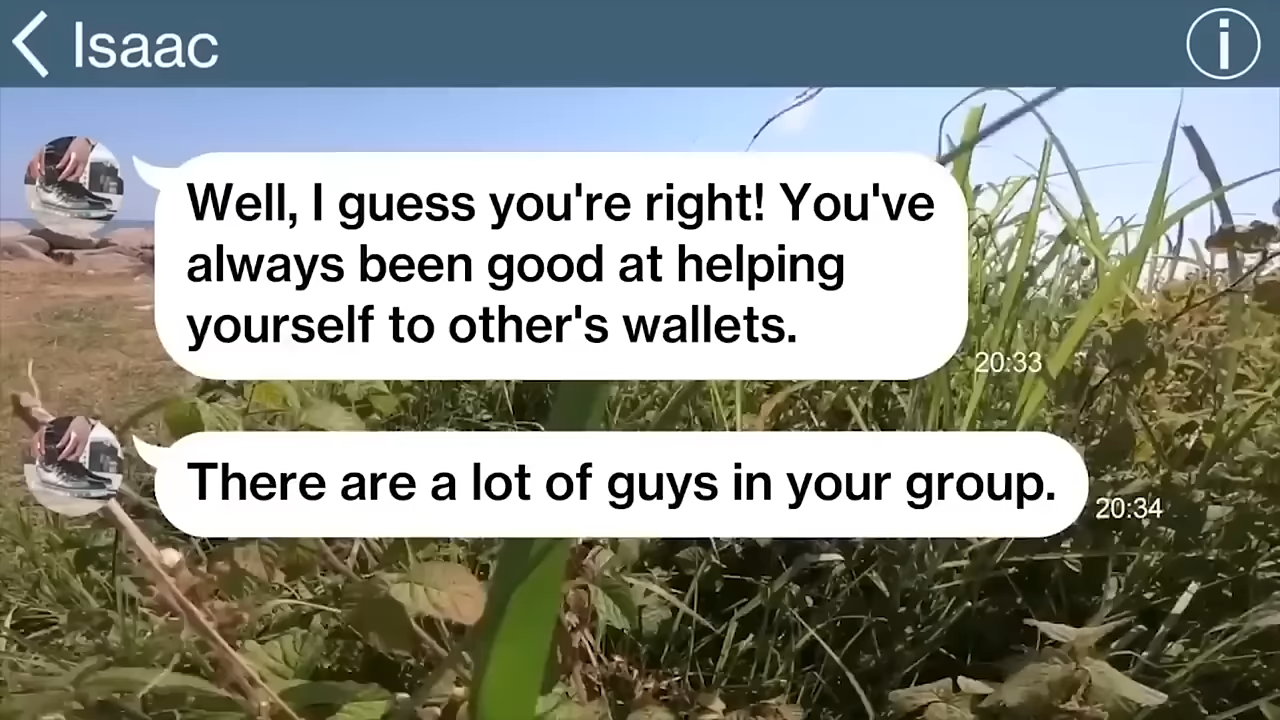 Isaac
Well, I guess you're right! You've
always been good at helping
yourself to other's wallets.
20:33
There are a lot of guys in your group.
20:34